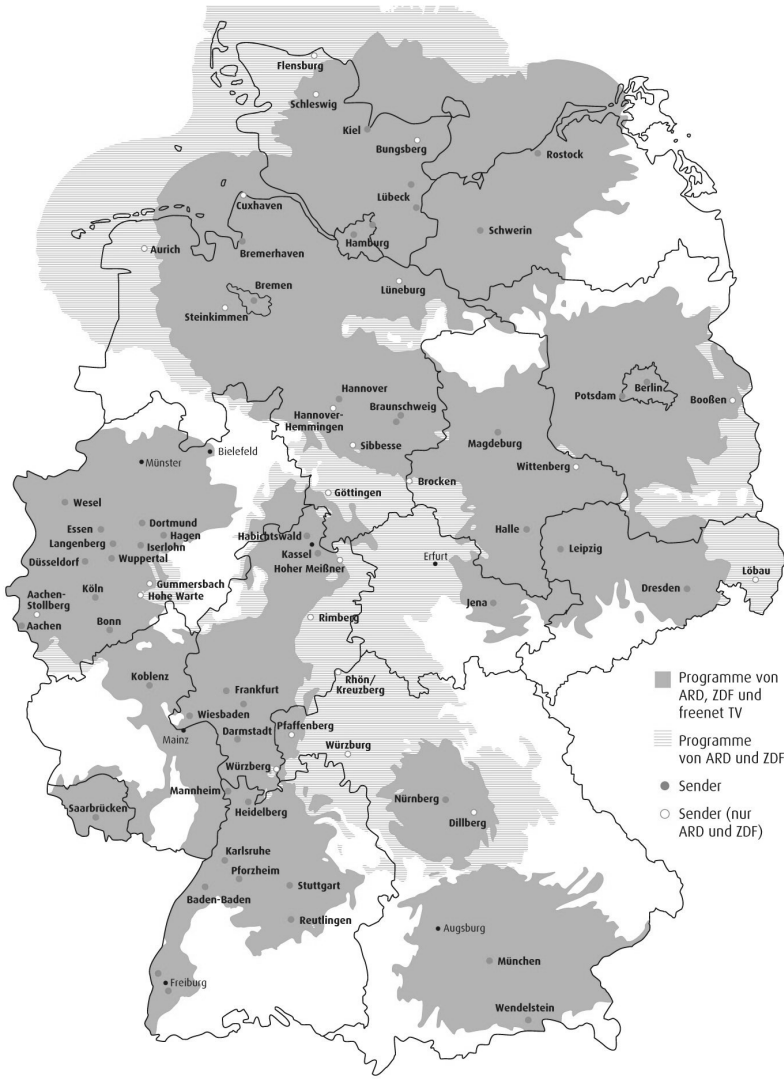 Flensburg
Schleswig
Kiel
Bungsberg
Rostock
Lübeck
Cuxhaven
Schwerin
Hamburg
Aurich
Bremerhaven
Lüneburg
Bremen
Steinkimmen
Hannover
Berlin
Potsdam
Booßen
Braunschweig
Hannover-
Hemmingen
Magdeburg
Sibbesse
Bielefeld
Münster
Wittenberg
Brocken
Göttingen
Wesel
Dortmund
Essen
Hagen
Habichtswald
Halle
Langenberg
Iserlohn
Kassel
Leipzig
Wuppertal
Erfurt
Düsseldorf
Hoher Meißner
Löbau
Gummersbach
Dresden
Köln
Hohe Warte
Aachen-
Stollberg
Jena
Rimberg
Aachen
Bonn
Koblenz
Rhön/
Kreuzberg
Frankfurt
Wiesbaden
Pfaffenberg
Mainz
Darmstadt
Würzburg
Würzberg
Mannheim
Nürnberg
Heidelberg
Saarbrücken
Dillberg
Karlsruhe
Pforzheim
Stuttgart
Baden-Baden
Reutlingen
Augsburg
München
Freiburg
Wendelstein
Programme von
ARD, ZDF und
freenet TV
Programme
von ARD und ZDF
Sender
Sender (nur
ARD und ZDF)